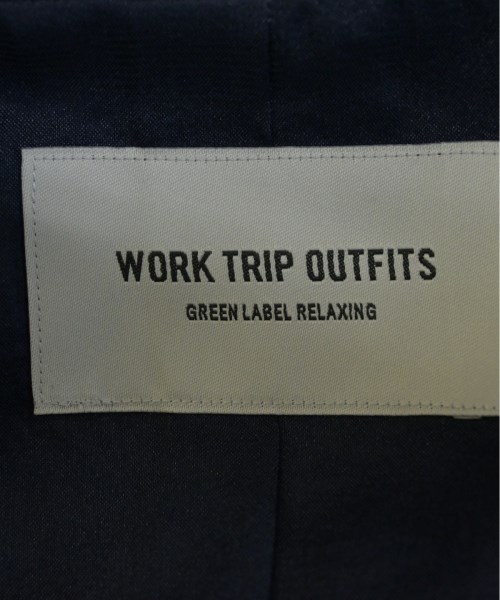 WORK TRIP OUTFITS
GREEN LABEL RELAXING